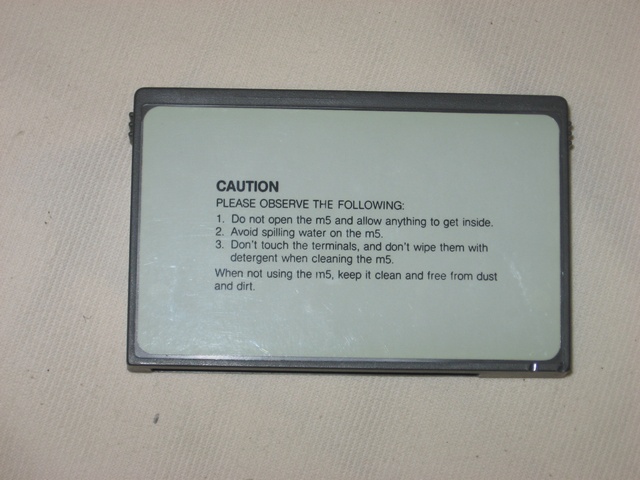 CAUTION
PLEASE OBSERVE THE FOLLOWING:
1. Do not open the m5 and allow anything to get inside.
2. Avoid spilling water on the m5.
3. Don't touch the terminals, and don't wipe them with
detergent when cleaning the m5.
When not using the m5, keep it clean and free from dust
and dirt.